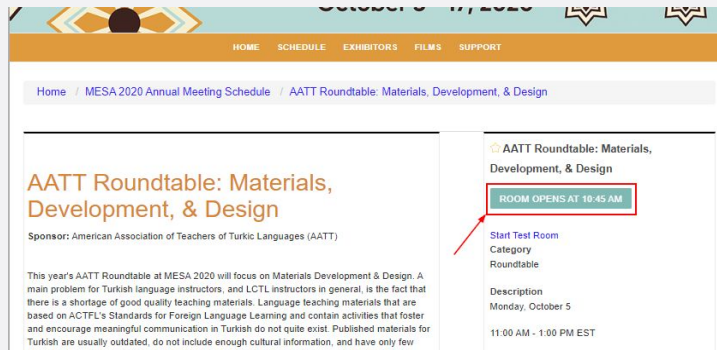 HOME SCHEDULE EXHIBITORS FILMS SUPPORT
Home / MESA 2020 Annual Meeting Schedule / AATT Roundtable: Materials, Development, & Design
AATT Roundtable: Materials,
Development, & Design
Sponsor: American Association of Teachers of Turkic Languages (AATT)
This year's AATT Roundtable at MESA 2020 will focus on Materials Development & Design. A
main problem for Turkish language instructors, and LCTL instructors in general, is the fact that
there is a shortage of good quality teaching materials. Language teaching materials that are
based on ACTFL's Standards for Foreign Language Learning and contain activities that foster
and encourage meaningful communication in Turkish do not quite exist. Published materials for
Turkish are usually outdated, do not include enough cultural information, and have only few
AATT Roundtable: Materials,
Development, & Design
ROOM OPENS AT 10:45 AM
Start Test Room
Category
Roundtable
Description
Monday, October 5
11:00 AM - 1:00 PM EST